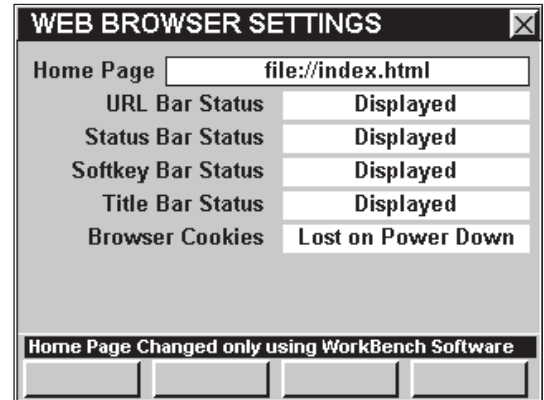 WEB BROWSER SETTINGS
Home Page file://index.html
URL Bar Status Displayed
Status Bar Status Displayed
Softkey Bar Status Displayed
Title Bar Status Displayed
Browser Cookies Lost on Power Down
Home Page Changed only using WorkBench Software